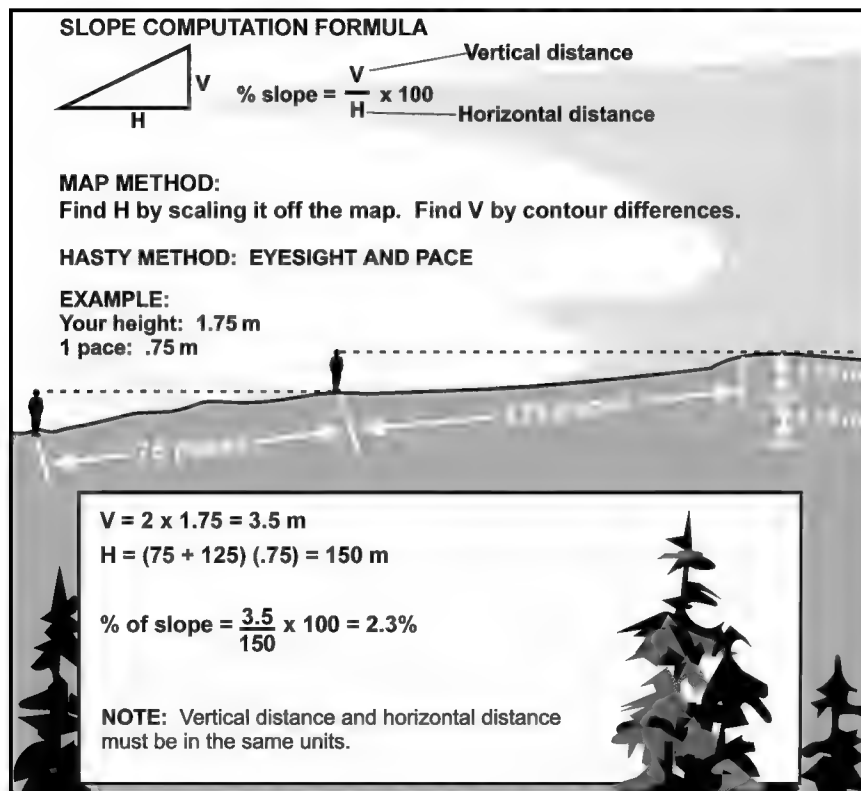 SLOPE COMPUTATION FORMULA
Vertical distance
V
% slope = V/H x 100
H
Horizontal distance
MAP METHOD:
Find H by scaling it off the map. Find V by contour differences.
HASTY METHOD: EYESIGHT AND PACE
EXAMPLE:
Your height: 1.75 m
1 pace: .75 m
V = 2 x 1.75 = 3.5 m
H = (75 + 125) (.75) = 150 m
% of slope = 3.5/150 x 100 = 2.3%
NOTE: Vertical distance and horizontal distance
must be in the same units.